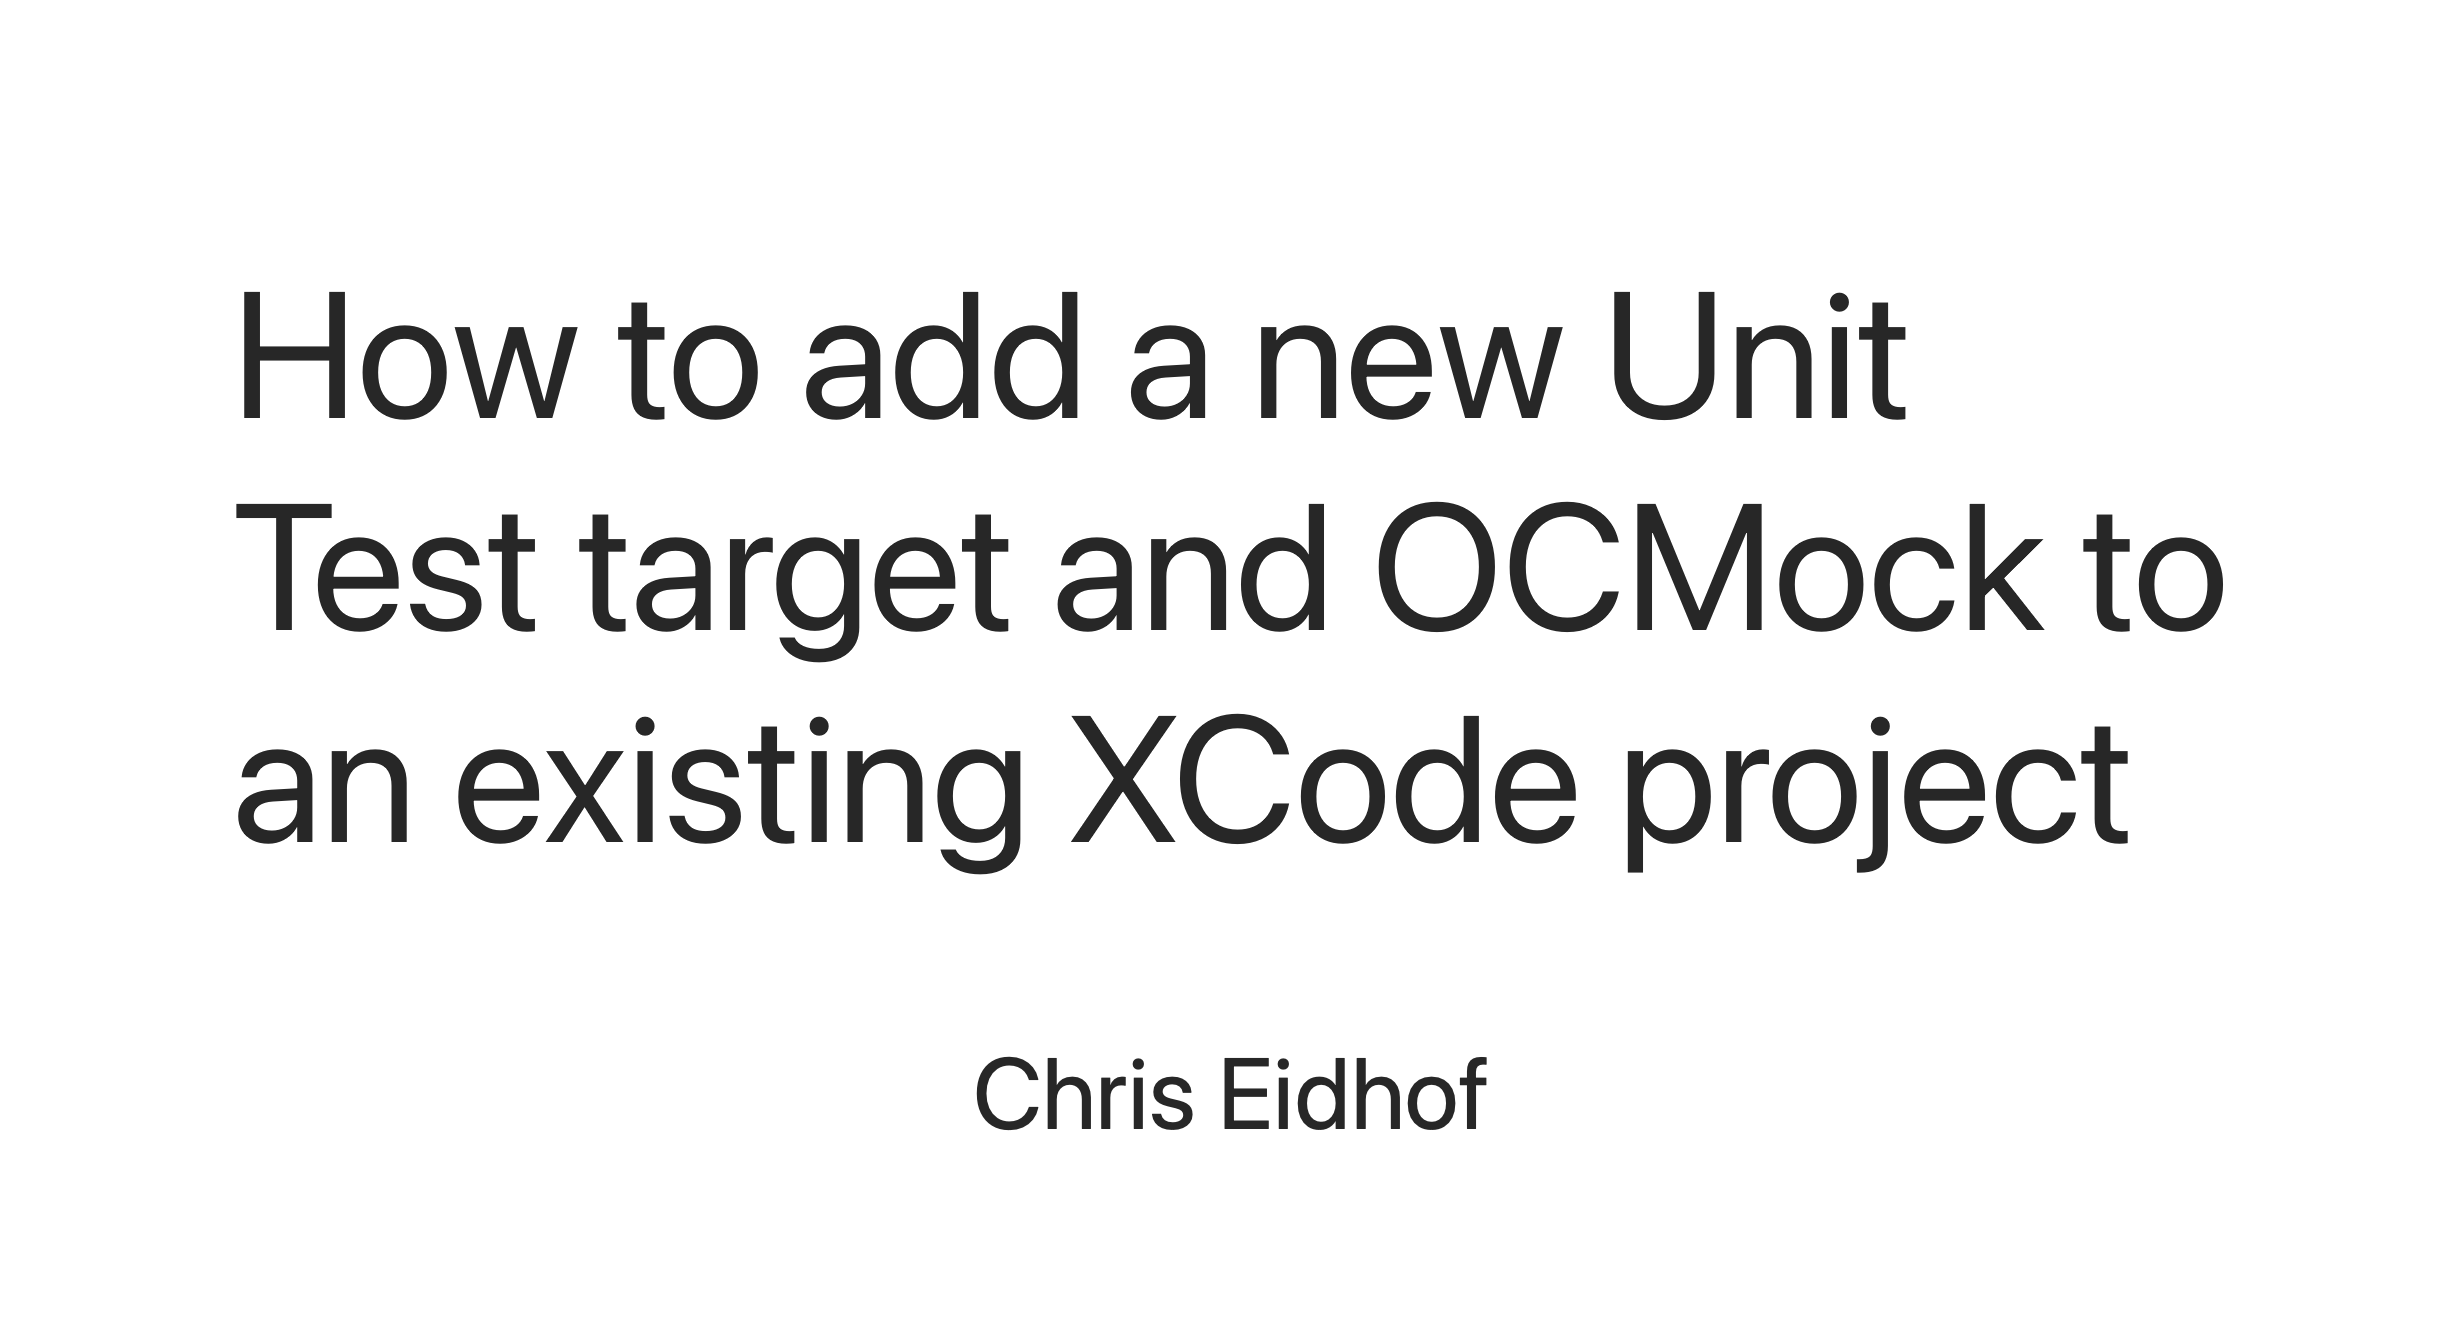 How to add a new Unit
Test target and OCMock to
an existing XCode project
Chris Eidhof